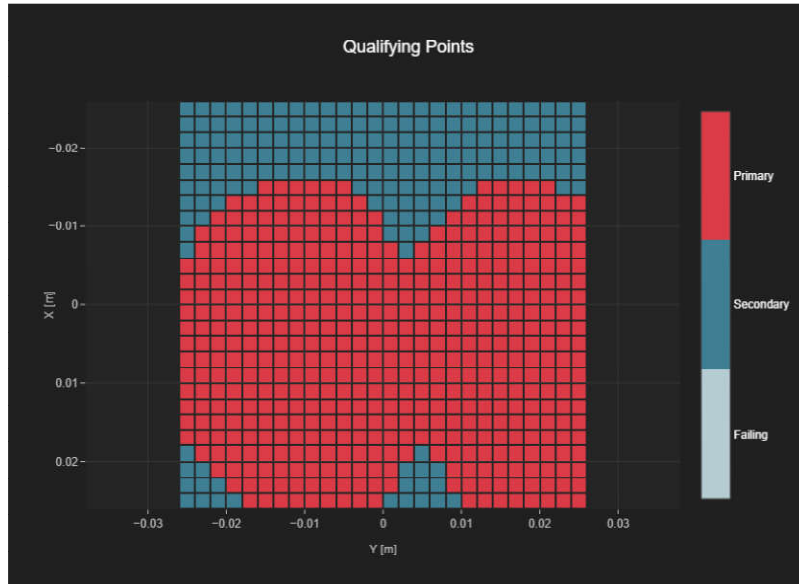 Qualifying Points
−0.02
−0.01
0
0.01
0.02
X [m]
−0.03
−0.02
−0.01
0
0.01
0.02
0.03
Y [m]
Primary
Secondary
Failing